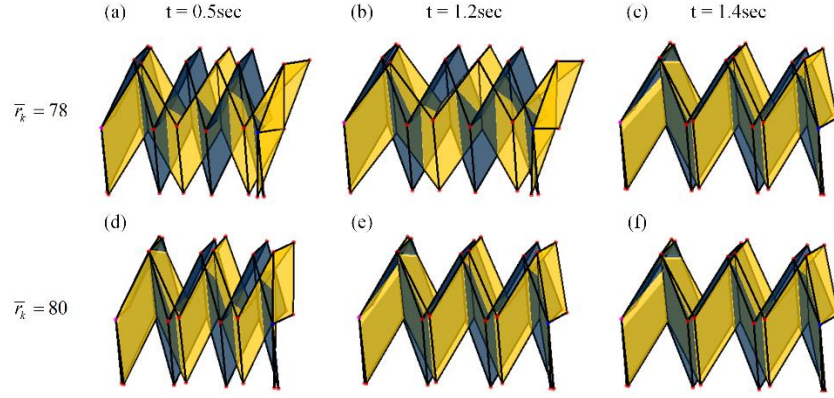 (a) t = 0.5sec (b) t = 1.2sec (c) t = 1.4sec
r̅ₖ = 78
(d) (e) (f)
r̅ₖ = 80